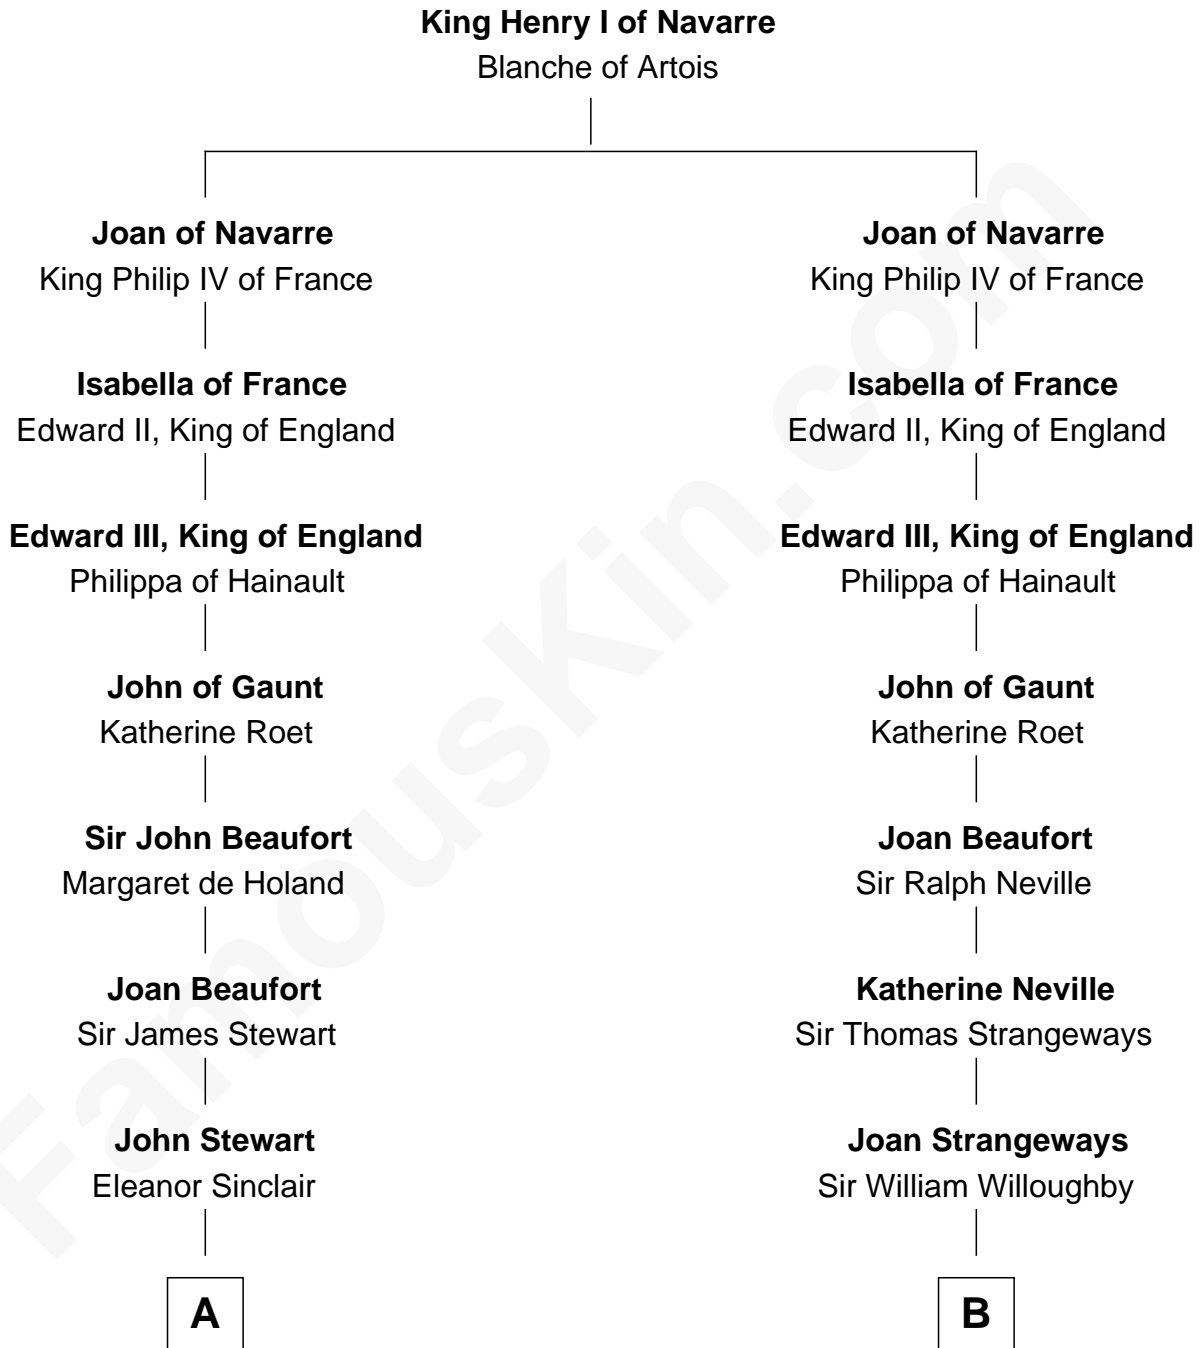 King Henry I of Navarre
Blanche of Artois
Joan of Navarre
King Philip IV of France
Isabella of France
Edward II, King of England
Edward III, King of England
Philippa of Hainault
John of Gaunt
Katherine Roet
Sir John Beaufort
Margaret de Holand
Joan Beaufort
Sir James Stewart
John Stewart
Eleanor Sinclair
A
Joan of Navarre
King Philip IV of France
Isabella of France
Edward II, King of England
Edward III, King of England
Philippa of Hainault
John of Gaunt
Katherine Roet
Joan Beaufort
Sir Ralph Neville
Katherine Neville
Sir Thomas Strangeways
Joan Strangeways
Sir William Willoughby
B
FamousKin.com